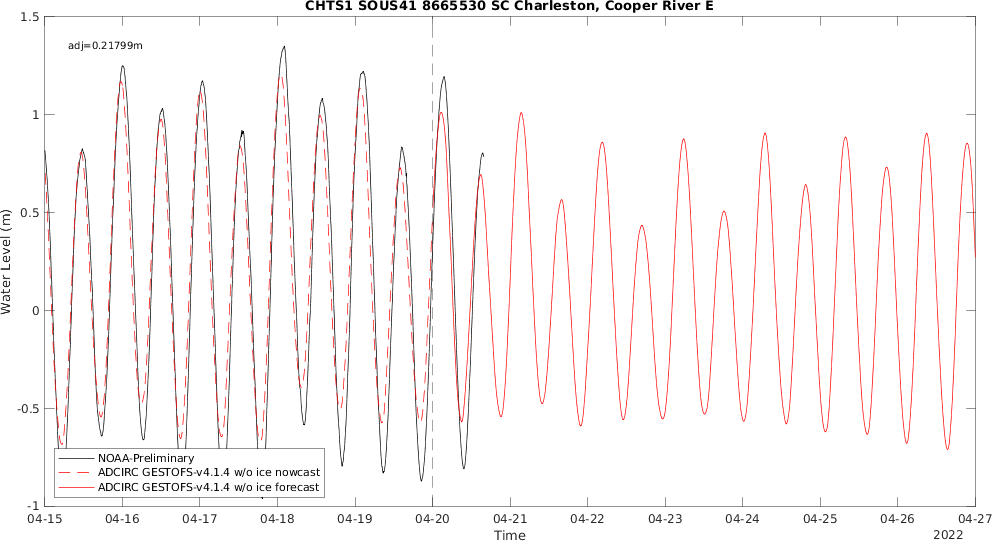 CHTS1 SOUS41 8665530 SC Charleston, Cooper River E
adj=0.21799m
Water Level (m)
1.5
1
0.5
0
-0.5
-1
NOAA-Preliminary
ADCIRC GESTOFS-v4.1.4 w/o ice nowcast
ADCIRC GESTOFS-v4.1.4 w/o ice forecast
04-15 04-16 04-17 04-18 04-19 04-20 04-21 04-22 04-23 04-24 04-25 04-26 04-27
Time
2022